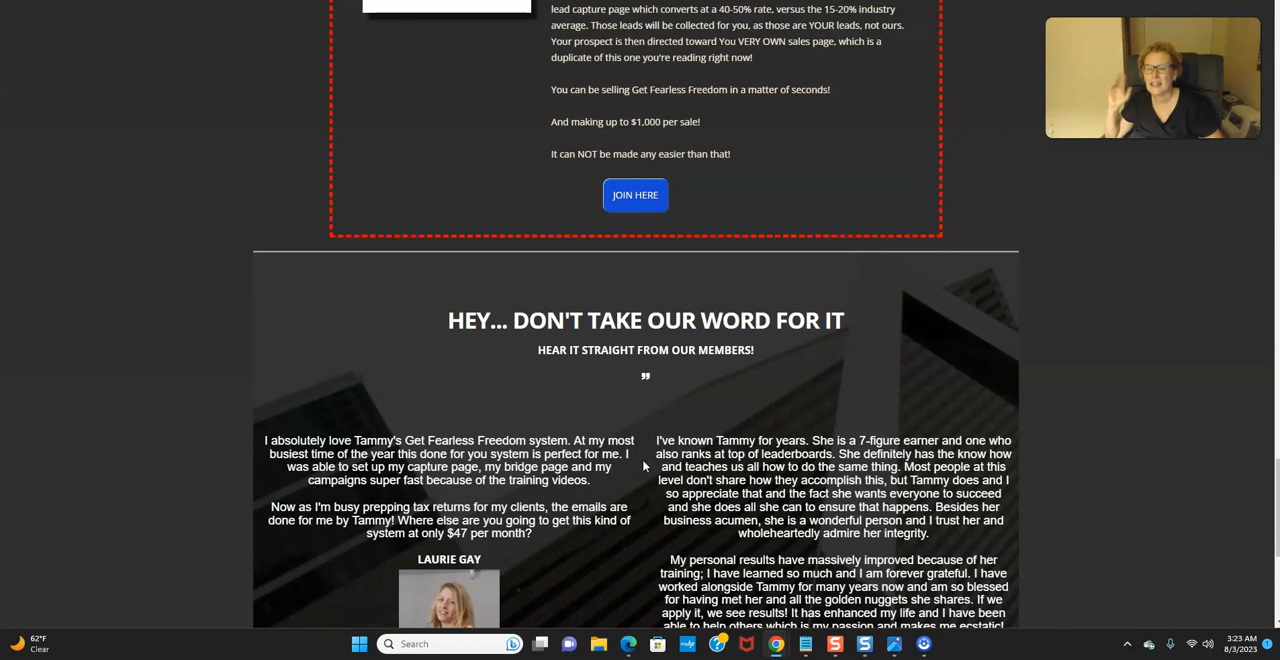 lead capture page which converts at a 40-50% rate, versus the 15-20% industry
average. Those leads will be collected for you, as those are YOUR leads, not ours.
Your prospect is then directed toward You VERY OWN sales page, which is a
duplicate of this one you're reading right now!
You can be selling Get Fearless Freedom in a matter of seconds!
And making up to $1,000 per sale!
It can NOT be made any easier than that!
JOIN HERE
HEY... DON'T TAKE OUR WORD FOR IT
HEAR IT STRAIGHT FROM OUR MEMBERS!
"
I absolutely love Tammy's Get Fearless Freedom system. At my most
busiest time of the year this done for you system is perfect for me. I
was able to set up my capture page, my bridge page and my
campaigns super fast because of the training videos.
Now as I'm busy prepping tax returns for my clients, the emails are
done for me by Tammy! Where else are you going to get this kind of
system at only $47 per month?
LAURIE GAY
I've known Tammy for years. She is a 7-figure earner and one who
also ranks at top of leaderboards. She definitely has the know how
and teaches us all how to do the same thing. Most people at this
level don't share how they accomplish this, but Tammy does and I
so appreciate that and the fact she wants everyone to succeed
and she does all she can to ensure that happens. Besides her
business acumen, she is a wonderful person and I trust her and
wholeheartedly admire her integrity.
My personal results have massively improved because of her
training; I have learned so much and I am forever grateful. I have
worked alongside Tammy for many years now and am so blessed
for having met her and all the golden nuggets she shares. If we
apply it, we see results! It has enhanced my life and I have been
able to help others which is my passion and makes me ecstatic!
62°F
Clear
Search
3:23 AM
8/3/2023